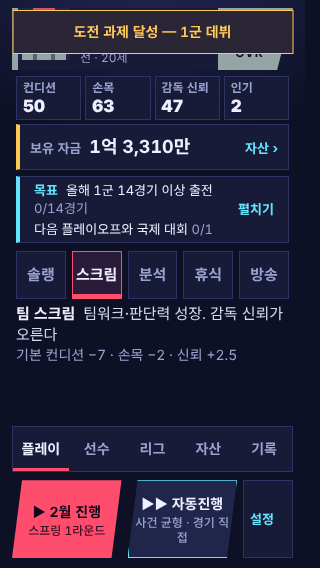 도전 과제 달성 — 1군 데뷔
전 · 20세
OVR
컨디션 손목 감독 신뢰 인기
50 63 47 2
보유 자금 1억 3,310만 자산 ›
목표 올해 1군 14경기 이상 출전
0/14경기
펼치기
다음 플레이오프와 국제 대회 0/1
솔랭 스크림 분석 휴식 방송
팀 스크림 팀워크·판단력 성장. 감독 신뢰가
오른다
기본 컨디션 −7 · 손목 −2 · 신뢰 +2.5
플레이 선수 리그 자산 기록
▶ 2월 진행
스프링 1라운드
▶▶ 자동진행
사건 균형 · 경기 직
접
설정